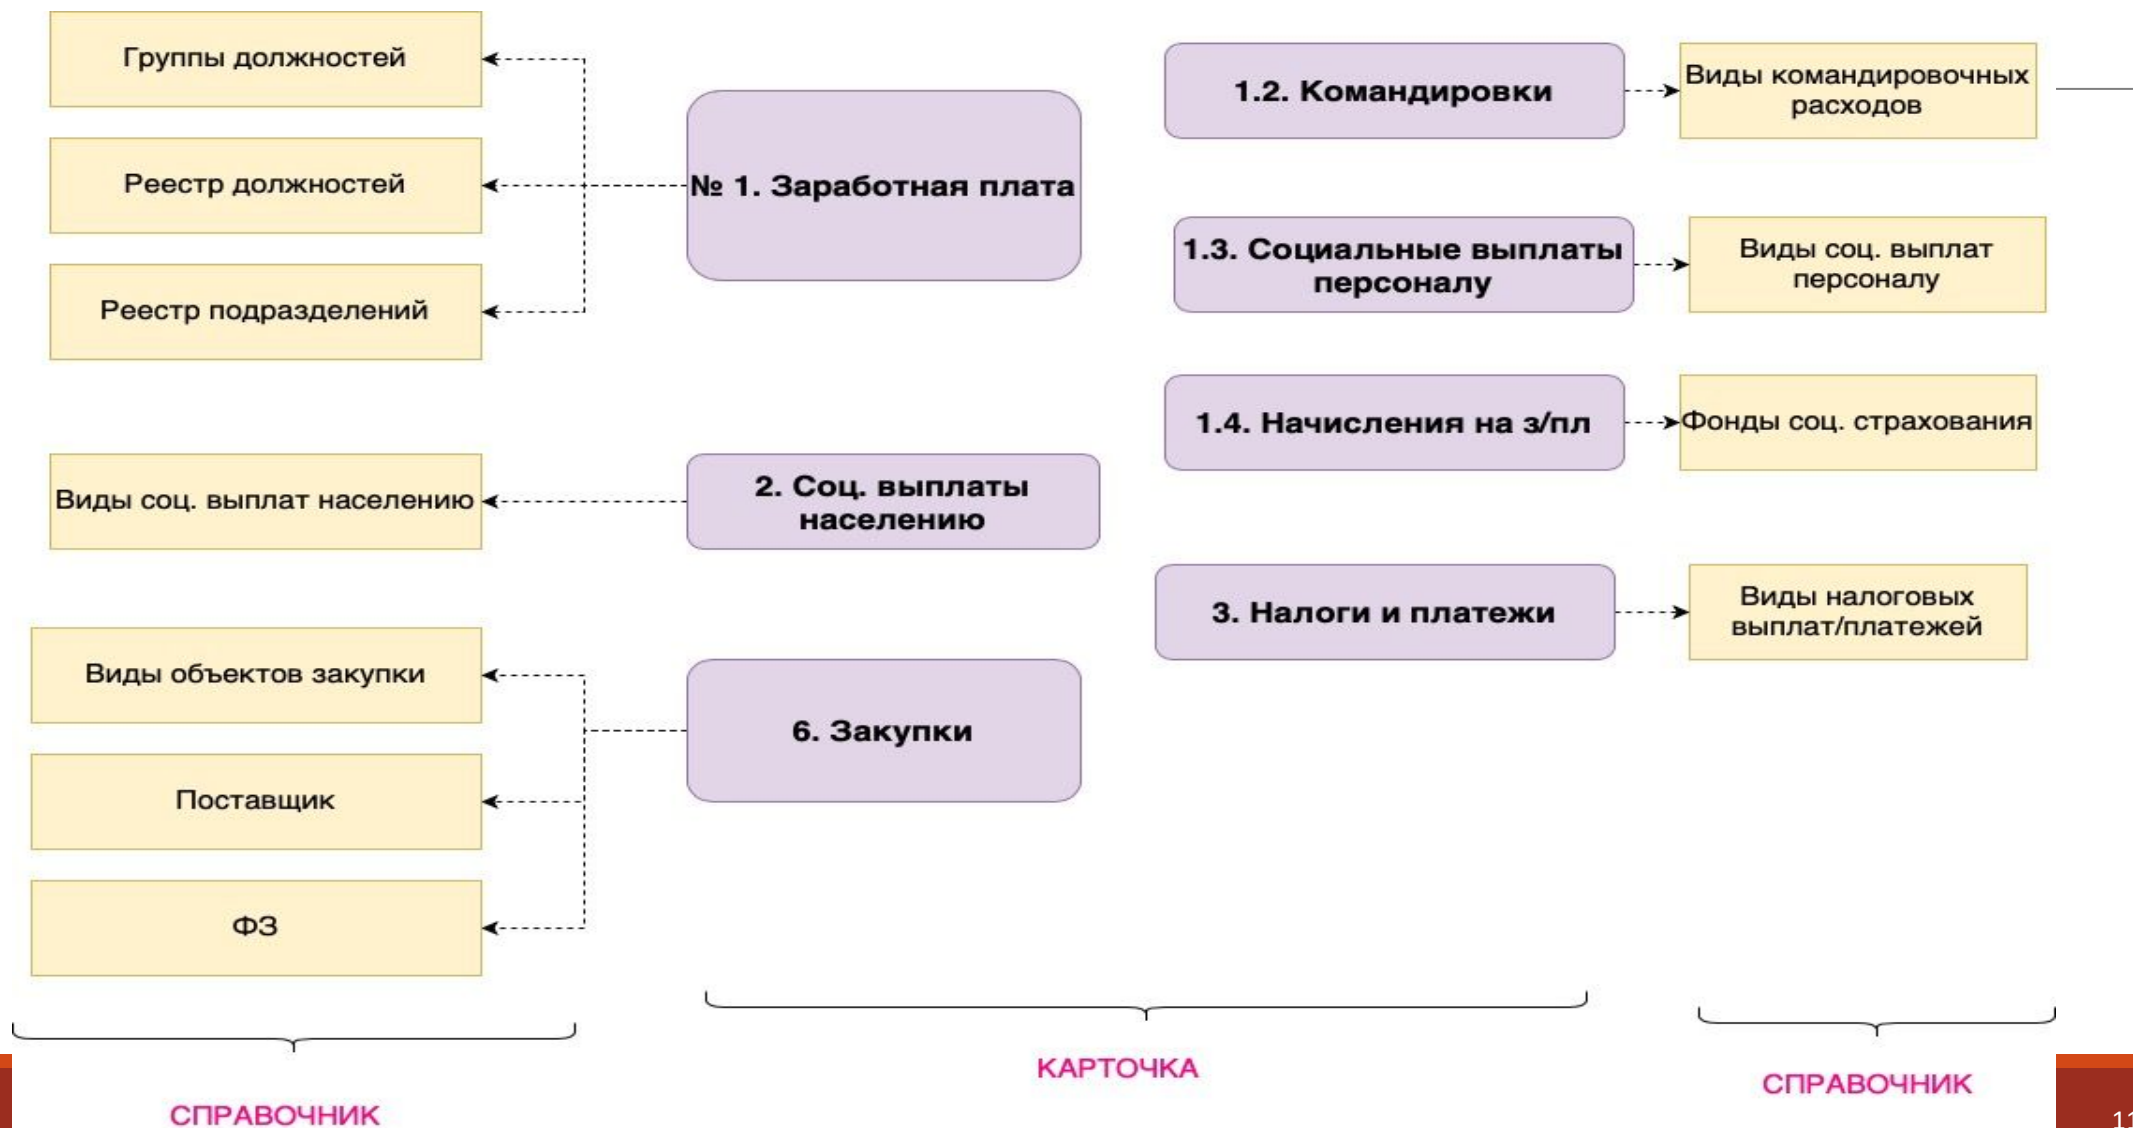 Группы должностей
Реестр должностей
Реестр подразделений
Виды соц. выплат населению
Виды объектов закупки
Поставщик
ФЗ
СПРАВОЧНИК
№ 1. Заработная плата
2. Соц. выплаты
населению
6. Закупки
1.2. Командировки
1.3. Социальные выплаты
персоналу
1.4. Начисления на з/пл
3. Налоги и платежи
КАРТОЧКА
Виды командировочных
расходов
Виды соц. выплат
персоналу
Фонды соц. страхования
Виды налоговых
выплат/платежей
СПРАВОЧНИК
11